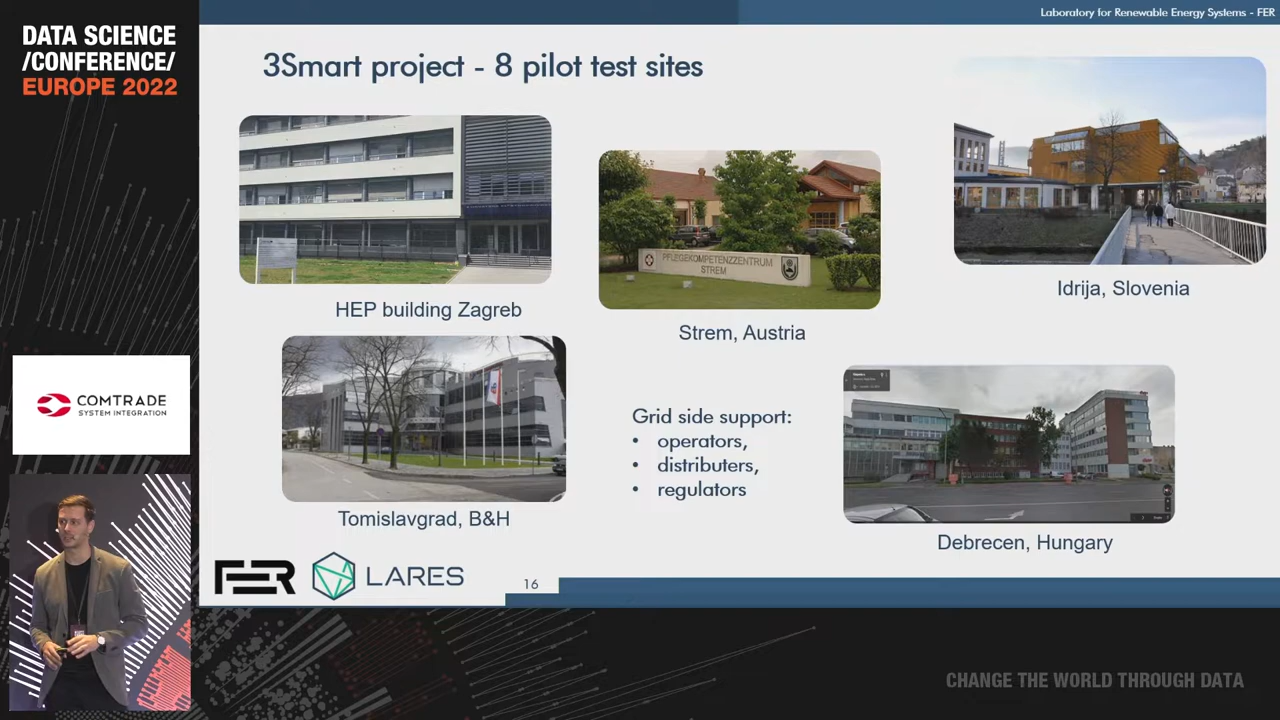 DATA SCIENCE
/CONFERENCE/
EUROPE 2022
Laboratory for Renewable Energy Systems - FER
3Smart project - 8 pilot test sites
HEP building Zagreb
PFLEGEKOMPETENZZENTRUM
STREM
Strem, Austria
Idrija, Slovenia
Tomislavgrad, B&H
Grid side support:
• operators,
• distributers,
• regulators
Debrecen, Hungary
COMTRADE
SYSTEM INTEGRATION
FER
LARES
16
CHANGE THE WORLD THROUGH DATA